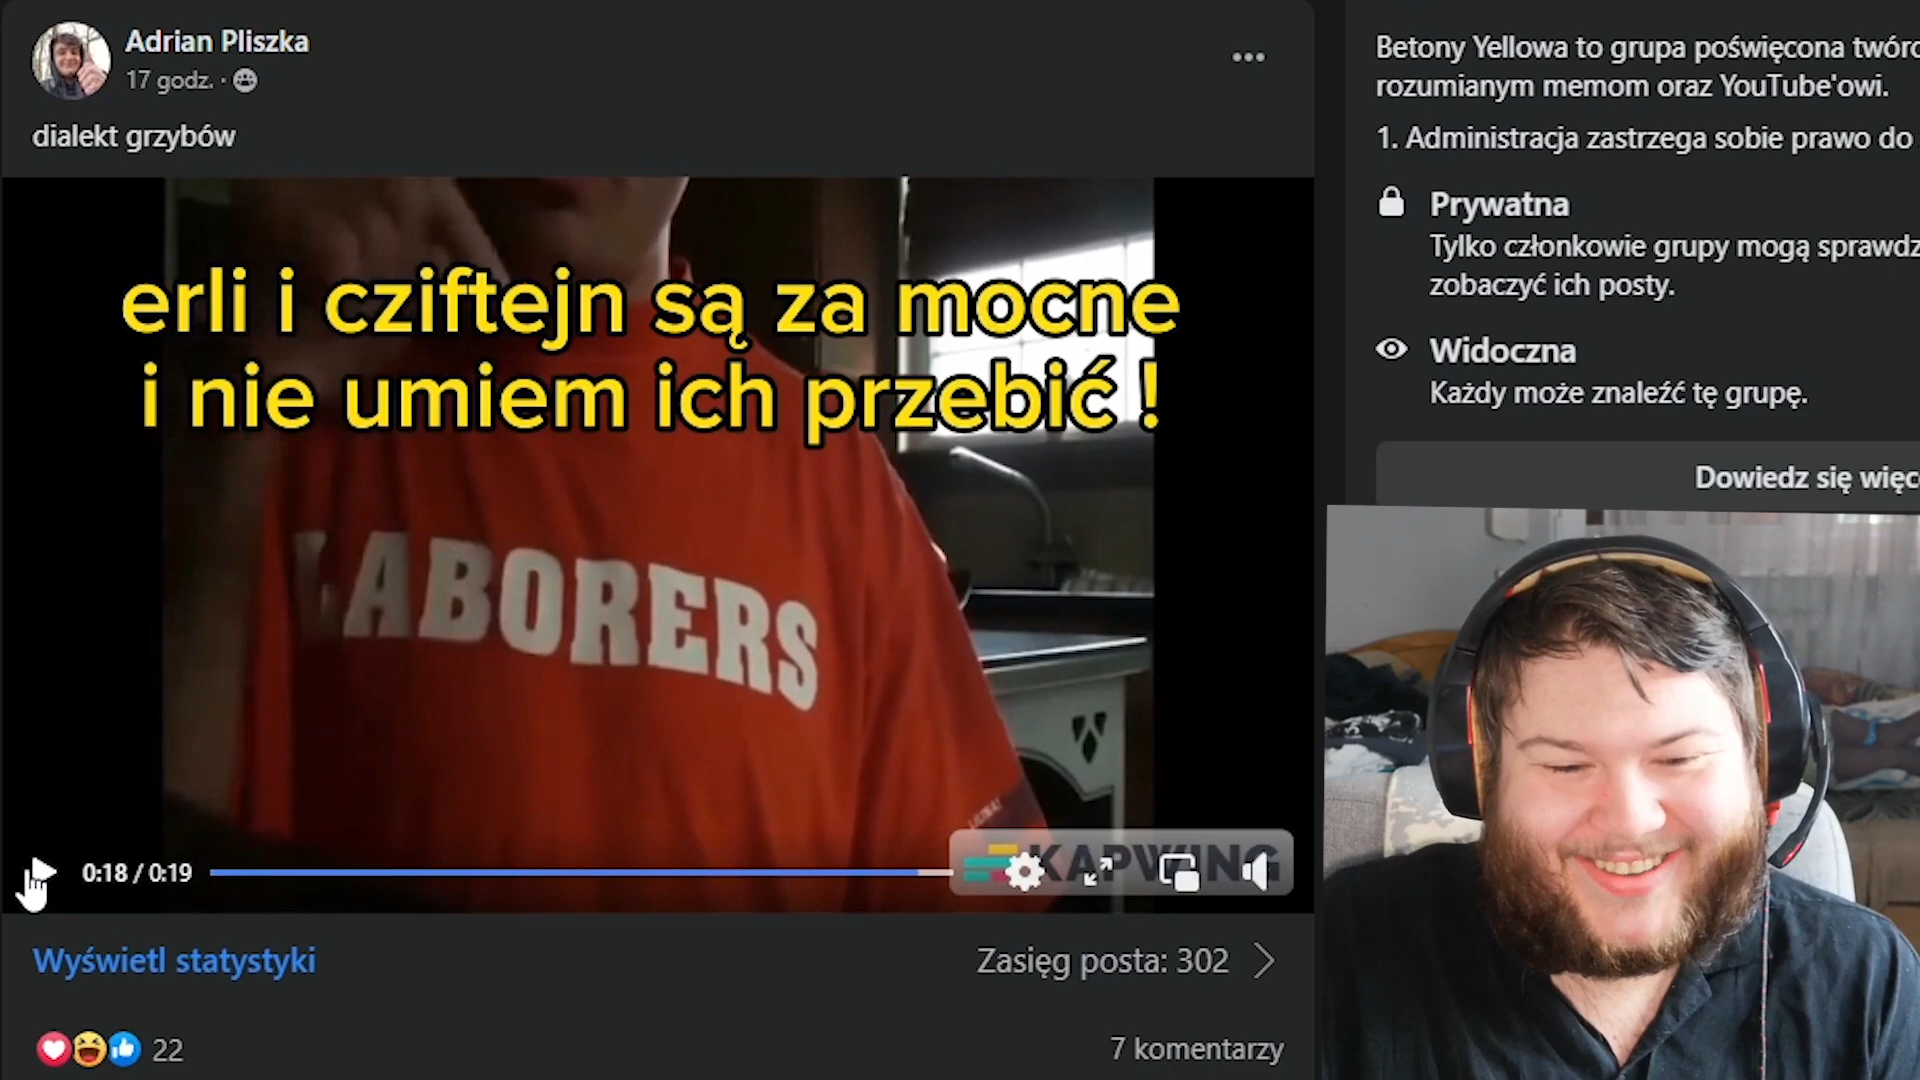 Adrian Pliszka
17 godz. ·
dialekt grzybów
erli i cziftejn są za mocne
i nie umiem ich przebić !
LABORERS
0:18 / 0:19
KAPWING
Wyświetl statystyki
Zasięg posta: 302
22
7 komentarzy
Betony Yellowa to grupa poświęcona twórc
rozumianym memom oraz YouTube'owi.
1. Administracja zastrzega sobie prawo do
Prywatna
Tylko członkowie grupy mogą sprawdz
zobaczyć ich posty.
Widoczna
Każdy może znaleźć tę grupę.
Dowiedz się więc